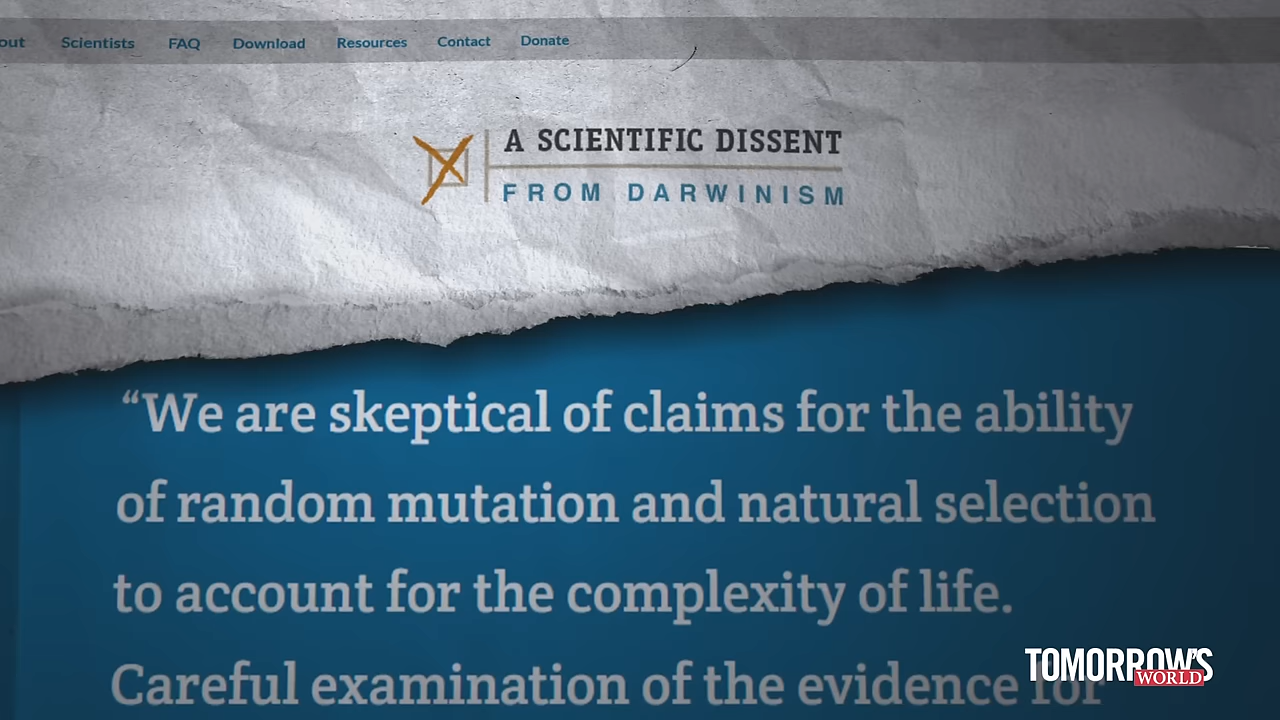 out Scientists FAQ Download Resources Contact Donate
A SCIENTIFIC DISSENT
FROM DARWINISM
“We are skeptical of claims for the ability
of random mutation and natural selection
to account for the complexity of life.
Careful examination of the evidence for
TOMORROW'S
WORLD